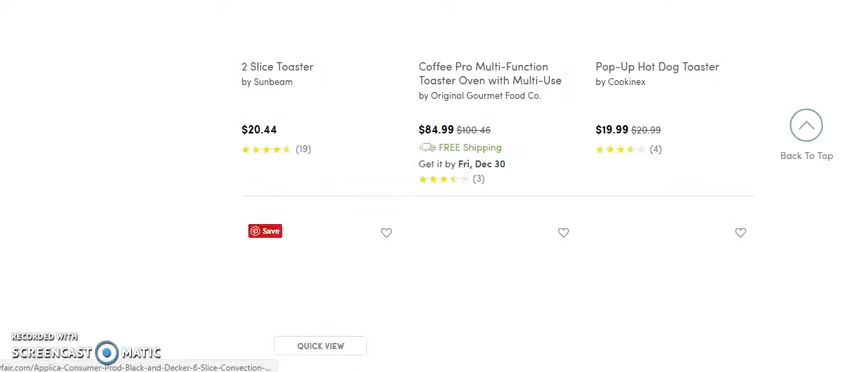 2 Slice Toaster
by Sunbeam
$20.44
(19)
Coffee Pro Multi-Function
Toaster Oven with Multi-Use
by Original Gourmet Food Co.
$84.99 $100.46
FREE Shipping
Get it by Fri, Dec 30
(3)
Pop-Up Hot Dog Toaster
by Cookinex
$19.99 $20.99
(4)
Back To Top
Save
QUICK VIEW
RECORDED WITH
SCREENCAST MATIC
yfair.com/Applica-Consumer-Prod-Black-and-Decker-6-Slice-Convection-...